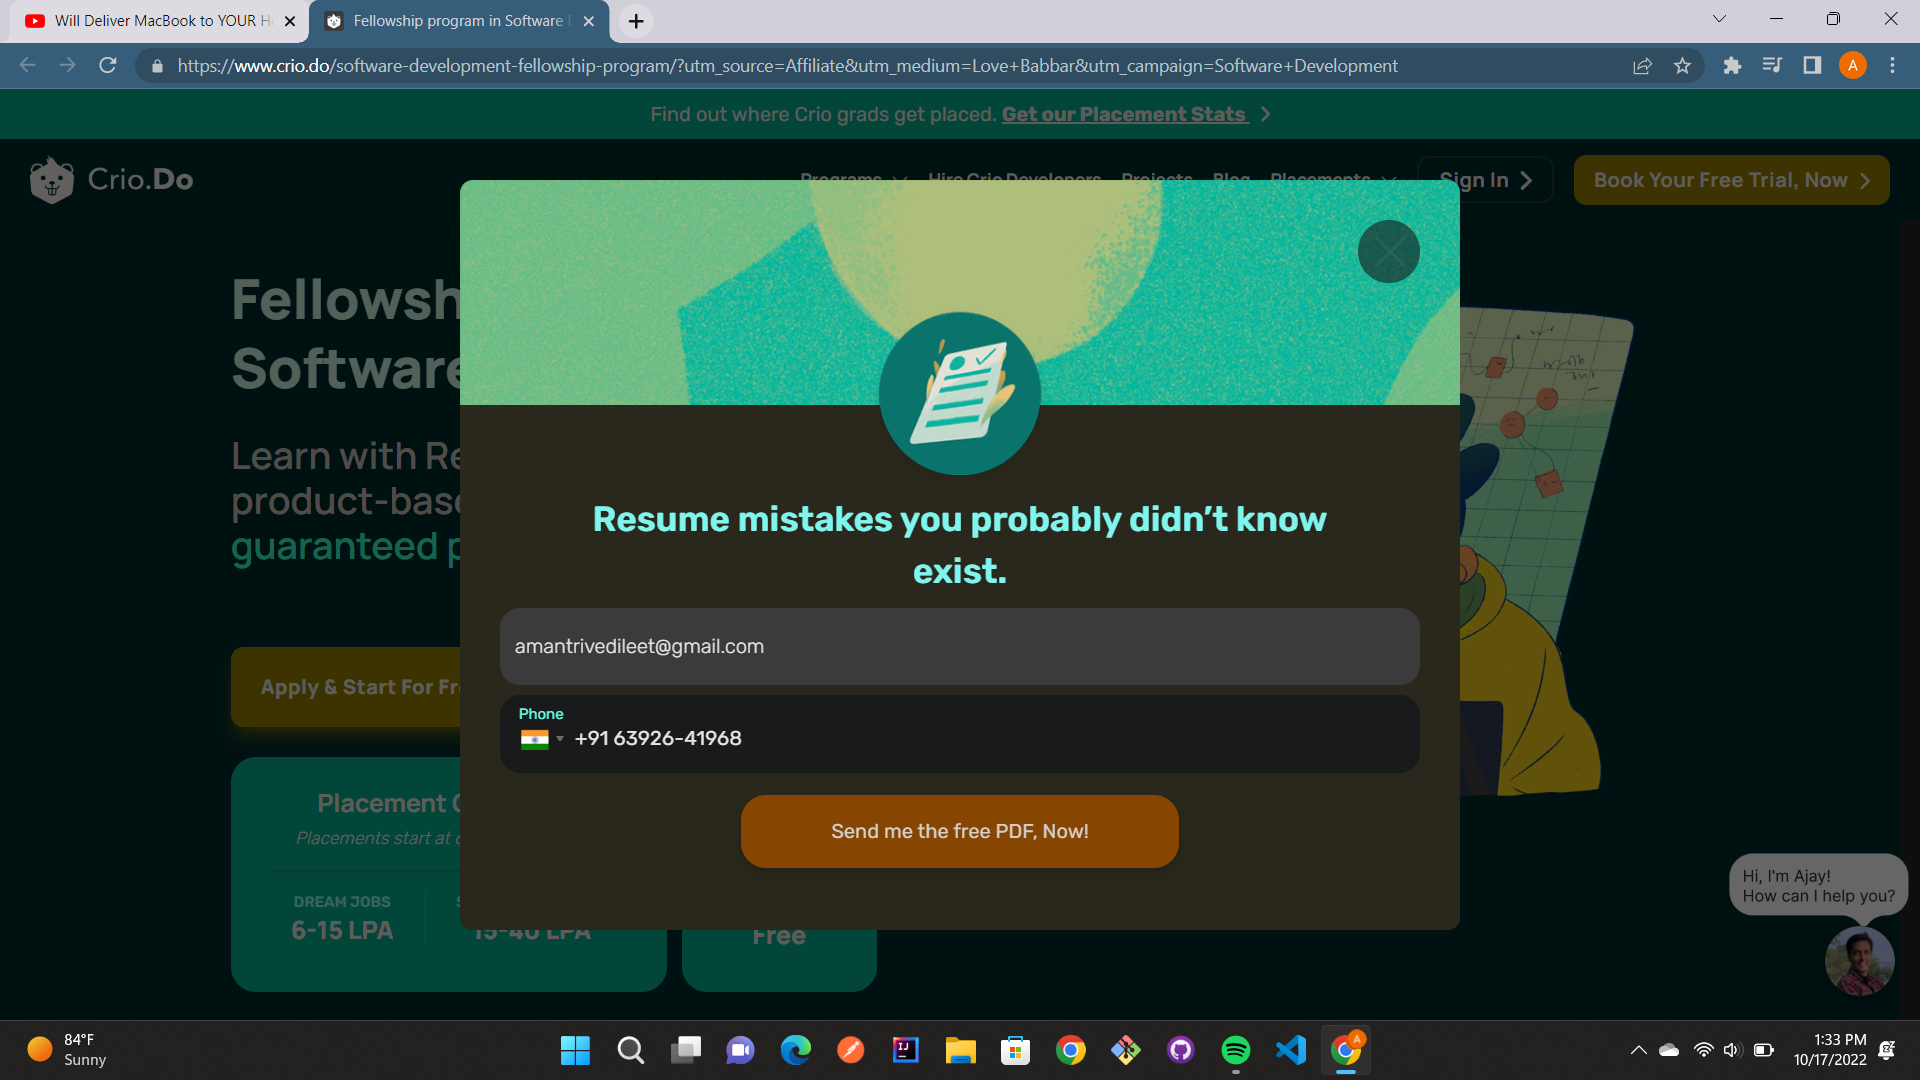 Will Deliver MacBook to YOUR H
Fellowship program in Software
https://www.crio.do/software-development-fellowship-program/?utm_source=Affiliate&utm_medium=Love+Babbar&utm_campaign=Software+Development
A
Find out where Crio grads get placed. Get our Placement Stats
Crio.Do
Programs
Hire Crio Developers
Projects
Blog
Placements
Sign In
Book Your Free Trial, Now
Fellowsh
Software
Learn with Re
product-base
guaranteed p
Apply & Start For Fr
Resume mistakes you probably didn't know
exist.
amantrivedileet@gmail.com
Phone
+91 63926-41968
Send me the free PDF, Now!
Placement
Placements start at
DREAM JOBS
6-15 LPA
15-40 LPA
Free
Hi, I'm Ajay!
How can I help you?
84°F
Sunny
IJ
A
1:33 PM
10/17/2022